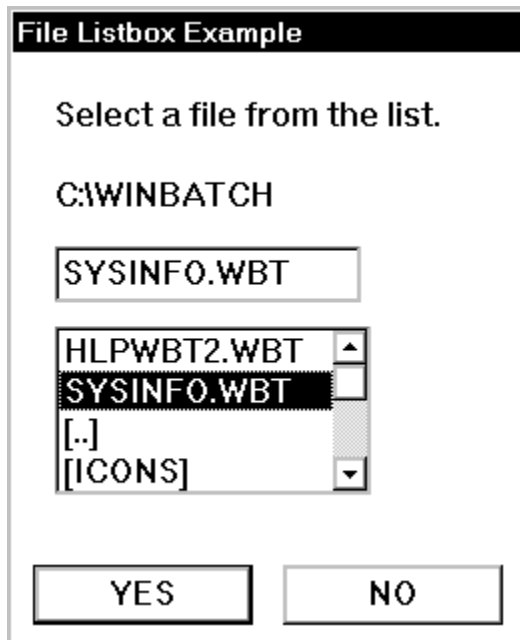 File Listbox Example
Select a file from the list.
C:\WINBATCH
SYSINFO.WBT
HLPWBT2.WBT
SYSINFO.WBT
[..]
[ICONS]
YES NO